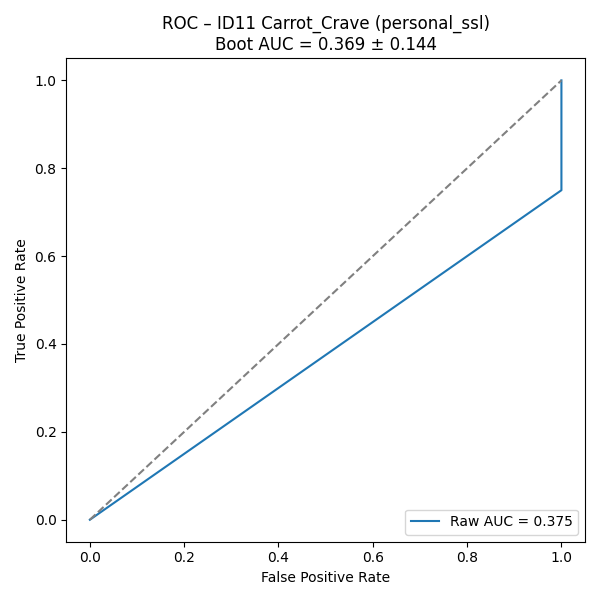 ROC – ID11 Carrot_Crave (personal_ssl)
Boot AUC = 0.369 ± 0.144
1.0
0.8
0.6
0.4
0.2
0.0
True Positive Rate
Raw AUC = 0.375
0.0 0.2 0.4 0.6 0.8 1.0
False Positive Rate